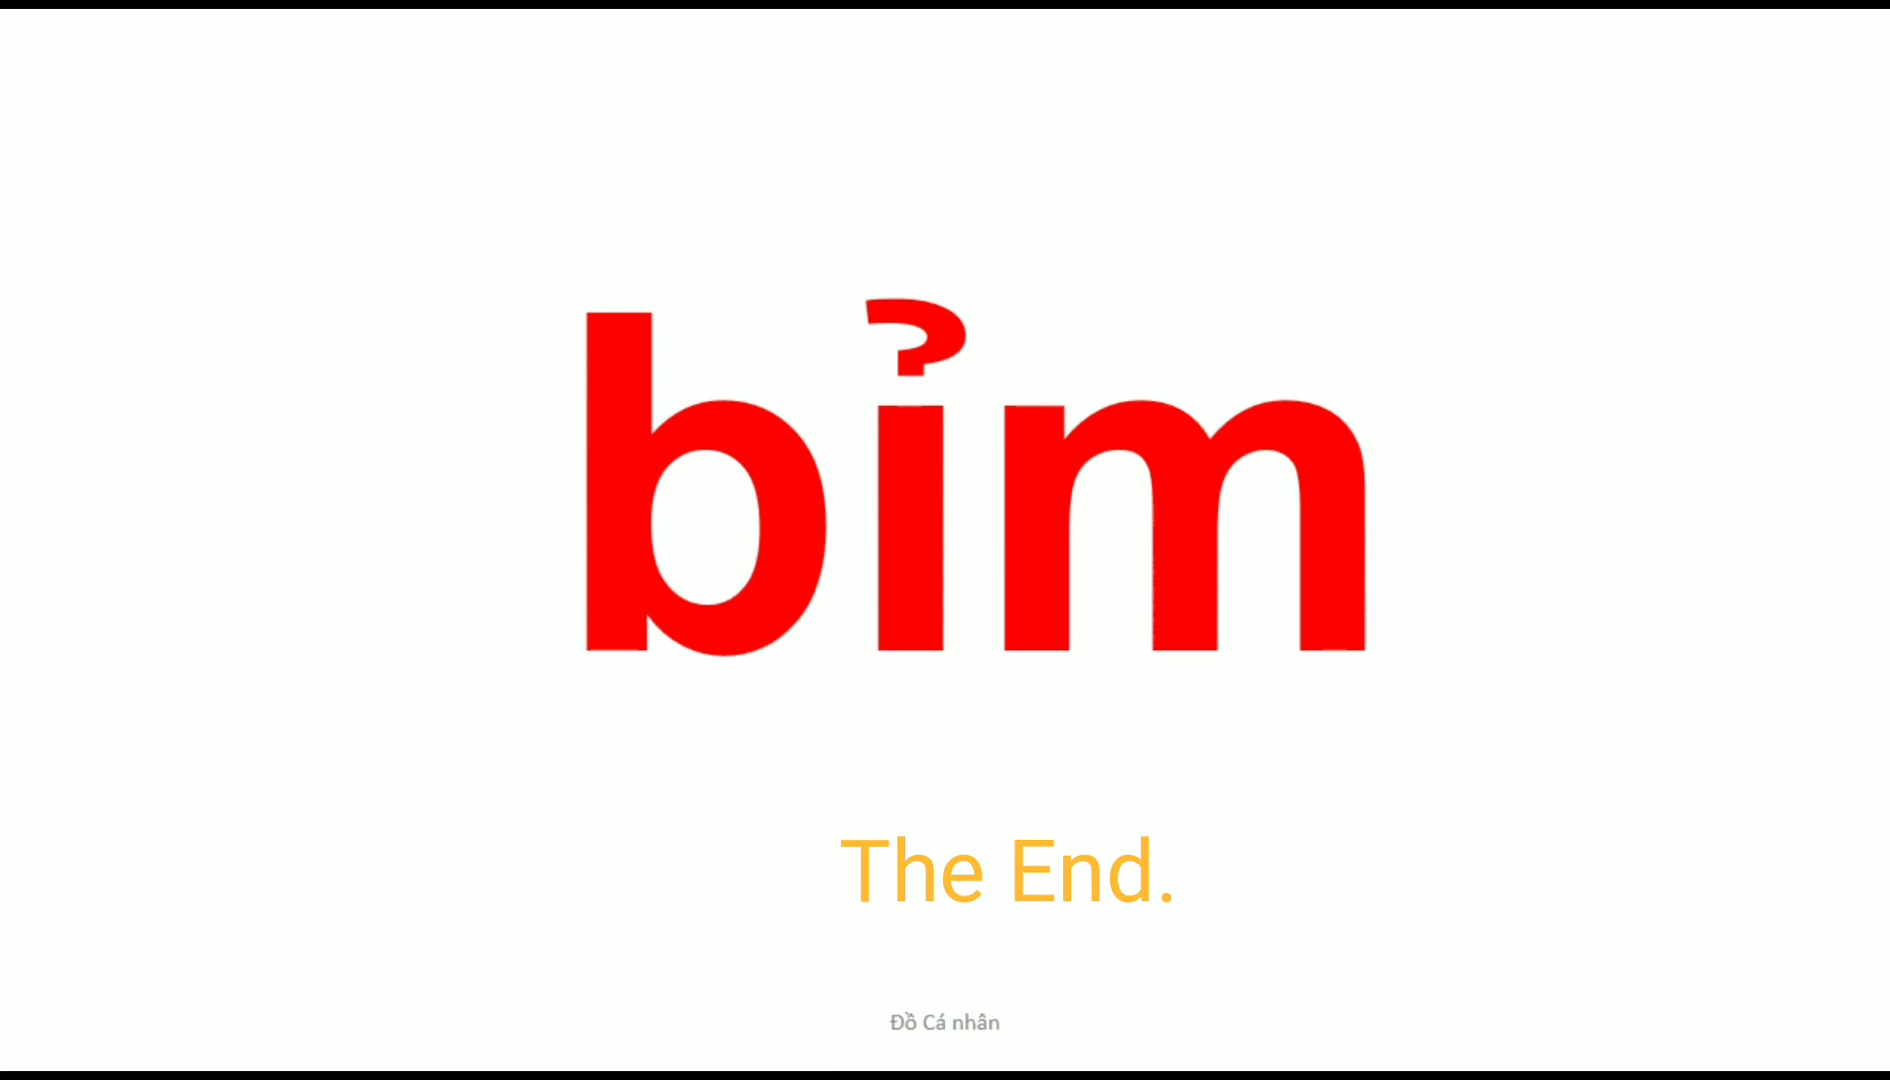 bỉm
The End.
Đồ Cá nhân